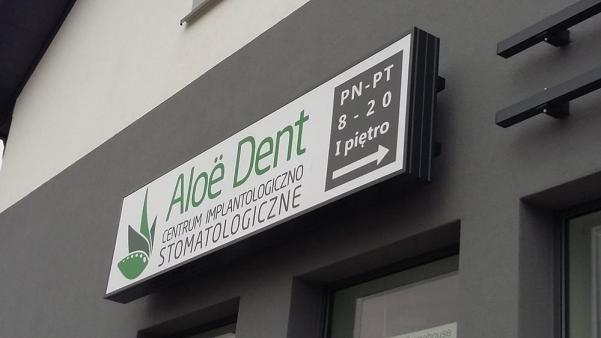 Aloë Dent
CENTRUM IMPLANTOLOGICZNO
STOMATOLOGICZNE
PN-PT
8 - 20
I piętro